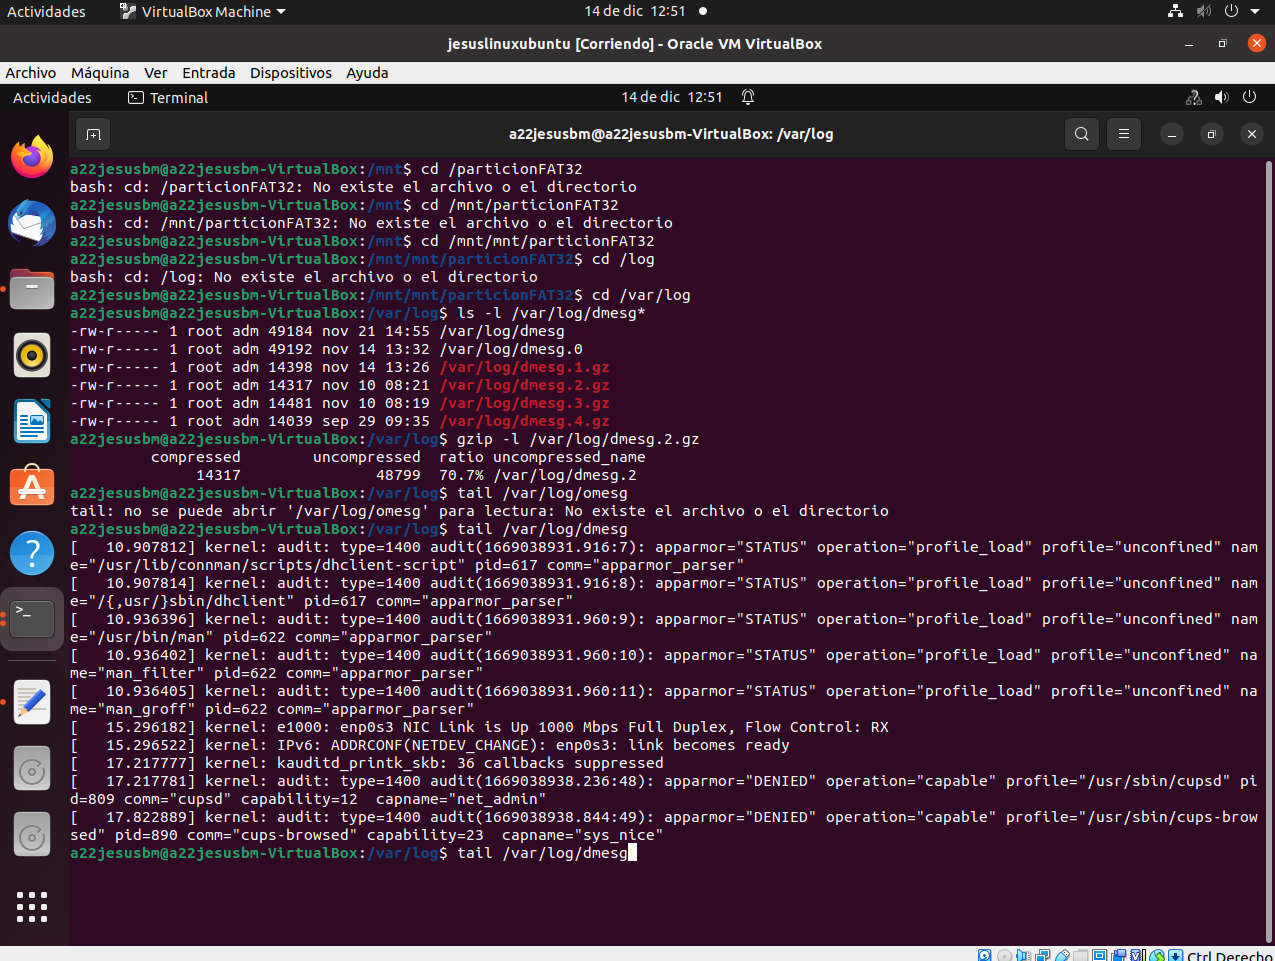 Actividades VirtualBox Machine 14 de dic 12:51
jesuslinuxubuntu [Corriendo] - Oracle VM VirtualBox
Archivo Máquina Ver Entrada Dispositivos Ayuda
Actividades Terminal 14 de dic 12:51
a22jesusbm@a22jesusbm-VirtualBox: /var/log
a22jesusbm@a22jesusbm-VirtualBox:/mnt$ cd /particionFAT32
bash: cd: /particionFAT32: No existe el archivo o el directorio
a22jesusbm@a22jesusbm-VirtualBox:/mnt$ cd /mnt/particionFAT32
bash: cd: /mnt/particionFAT32: No existe el archivo o el directorio
a22jesusbm@a22jesusbm-VirtualBox:/mnt$ cd /mnt/mnt/particionFAT32
a22jesusbm@a22jesusbm-VirtualBox:/mnt/mnt/particionFAT32$ cd /log
bash: cd: /log: No existe el archivo o el directorio
a22jesusbm@a22jesusbm-VirtualBox:/mnt/mnt/particionFAT32$ cd /var/log
a22jesusbm@a22jesusbm-VirtualBox:/var/log$ ls -l /var/log/dmesg*
-rw-r----- 1 root adm 49184 nov 21 14:55 /var/log/dmesg
-rw-r----- 1 root adm 49192 nov 14 13:32 /var/log/dmesg.0
-rw-r----- 1 root adm 14398 nov 14 13:26 /var/log/dmesg.1.gz
-rw-r----- 1 root adm 14317 nov 10 08:21 /var/log/dmesg.2.gz
-rw-r----- 1 root adm 14481 nov 10 08:19 /var/log/dmesg.3.gz
-rw-r----- 1 root adm 14039 sep 29 09:35 /var/log/dmesg.4.gz
a22jesusbm@a22jesusbm-VirtualBox:/var/log$ gzip -l /var/log/dmesg.2.gz
         compressed        uncompressed  ratio uncompressed_name
              14317               48799  70.7% /var/log/dmesg.2
a22jesusbm@a22jesusbm-VirtualBox:/var/log$ tail /var/log/omesg
tail: no se puede abrir '/var/log/omesg' para lectura: No existe el archivo o el directorio
a22jesusbm@a22jesusbm-VirtualBox:/var/log$ tail /var/log/dmesg
[   10.907812] kernel: audit: type=1400 audit(1669038931.916:7): apparmor="STATUS" operation="profile_load" profile="unconfined" nam
e="/usr/lib/connman/scripts/dhclient-script" pid=617 comm="apparmor_parser"
[   10.907814] kernel: audit: type=1400 audit(1669038931.916:8): apparmor="STATUS" operation="profile_load" profile="unconfined" nam
e="/{,usr/}sbin/dhclient" pid=617 comm="apparmor_parser"
[   10.936396] kernel: audit: type=1400 audit(1669038931.960:9): apparmor="STATUS" operation="profile_load" profile="unconfined" nam
e="/usr/bin/man" pid=622 comm="apparmor_parser"
[   10.936402] kernel: audit: type=1400 audit(1669038931.960:10): apparmor="STATUS" operation="profile_load" profile="unconfined" na
me="man_filter" pid=622 comm="apparmor_parser"
[   10.936405] kernel: audit: type=1400 audit(1669038931.960:11): apparmor="STATUS" operation="profile_load" profile="unconfined" na
me="man_groff" pid=622 comm="apparmor_parser"
[   15.296182] kernel: e1000: enp0s3 NIC Link is Up 1000 Mbps Full Duplex, Flow Control: RX
[   15.296522] kernel: IPv6: ADDRCONF(NETDEV_CHANGE): enp0s3: link becomes ready
[   17.217777] kernel: kauditd_printk_skb: 36 callbacks suppressed
[   17.217781] kernel: audit: type=1400 audit(1669038938.236:48): apparmor="DENIED" operation="capable" profile="/usr/sbin/cupsd" pi
d=809 comm="cupsd" capability=12  capname="net_admin"
[   17.822889] kernel: audit: type=1400 audit(1669038938.844:49): apparmor="DENIED" operation="capable" profile="/usr/sbin/cups-brow
sed" pid=890 comm="cups-browsed" capability=23  capname="sys_nice"
a22jesusbm@a22jesusbm-VirtualBox:/var/log$ tail /var/log/dmesg
Ctrl Derecho